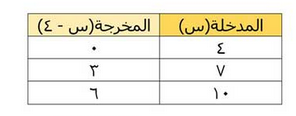 المدخلة(س) المخرجة(س - ٤)
٤ ٠
٧ ٣
١٠ ٦